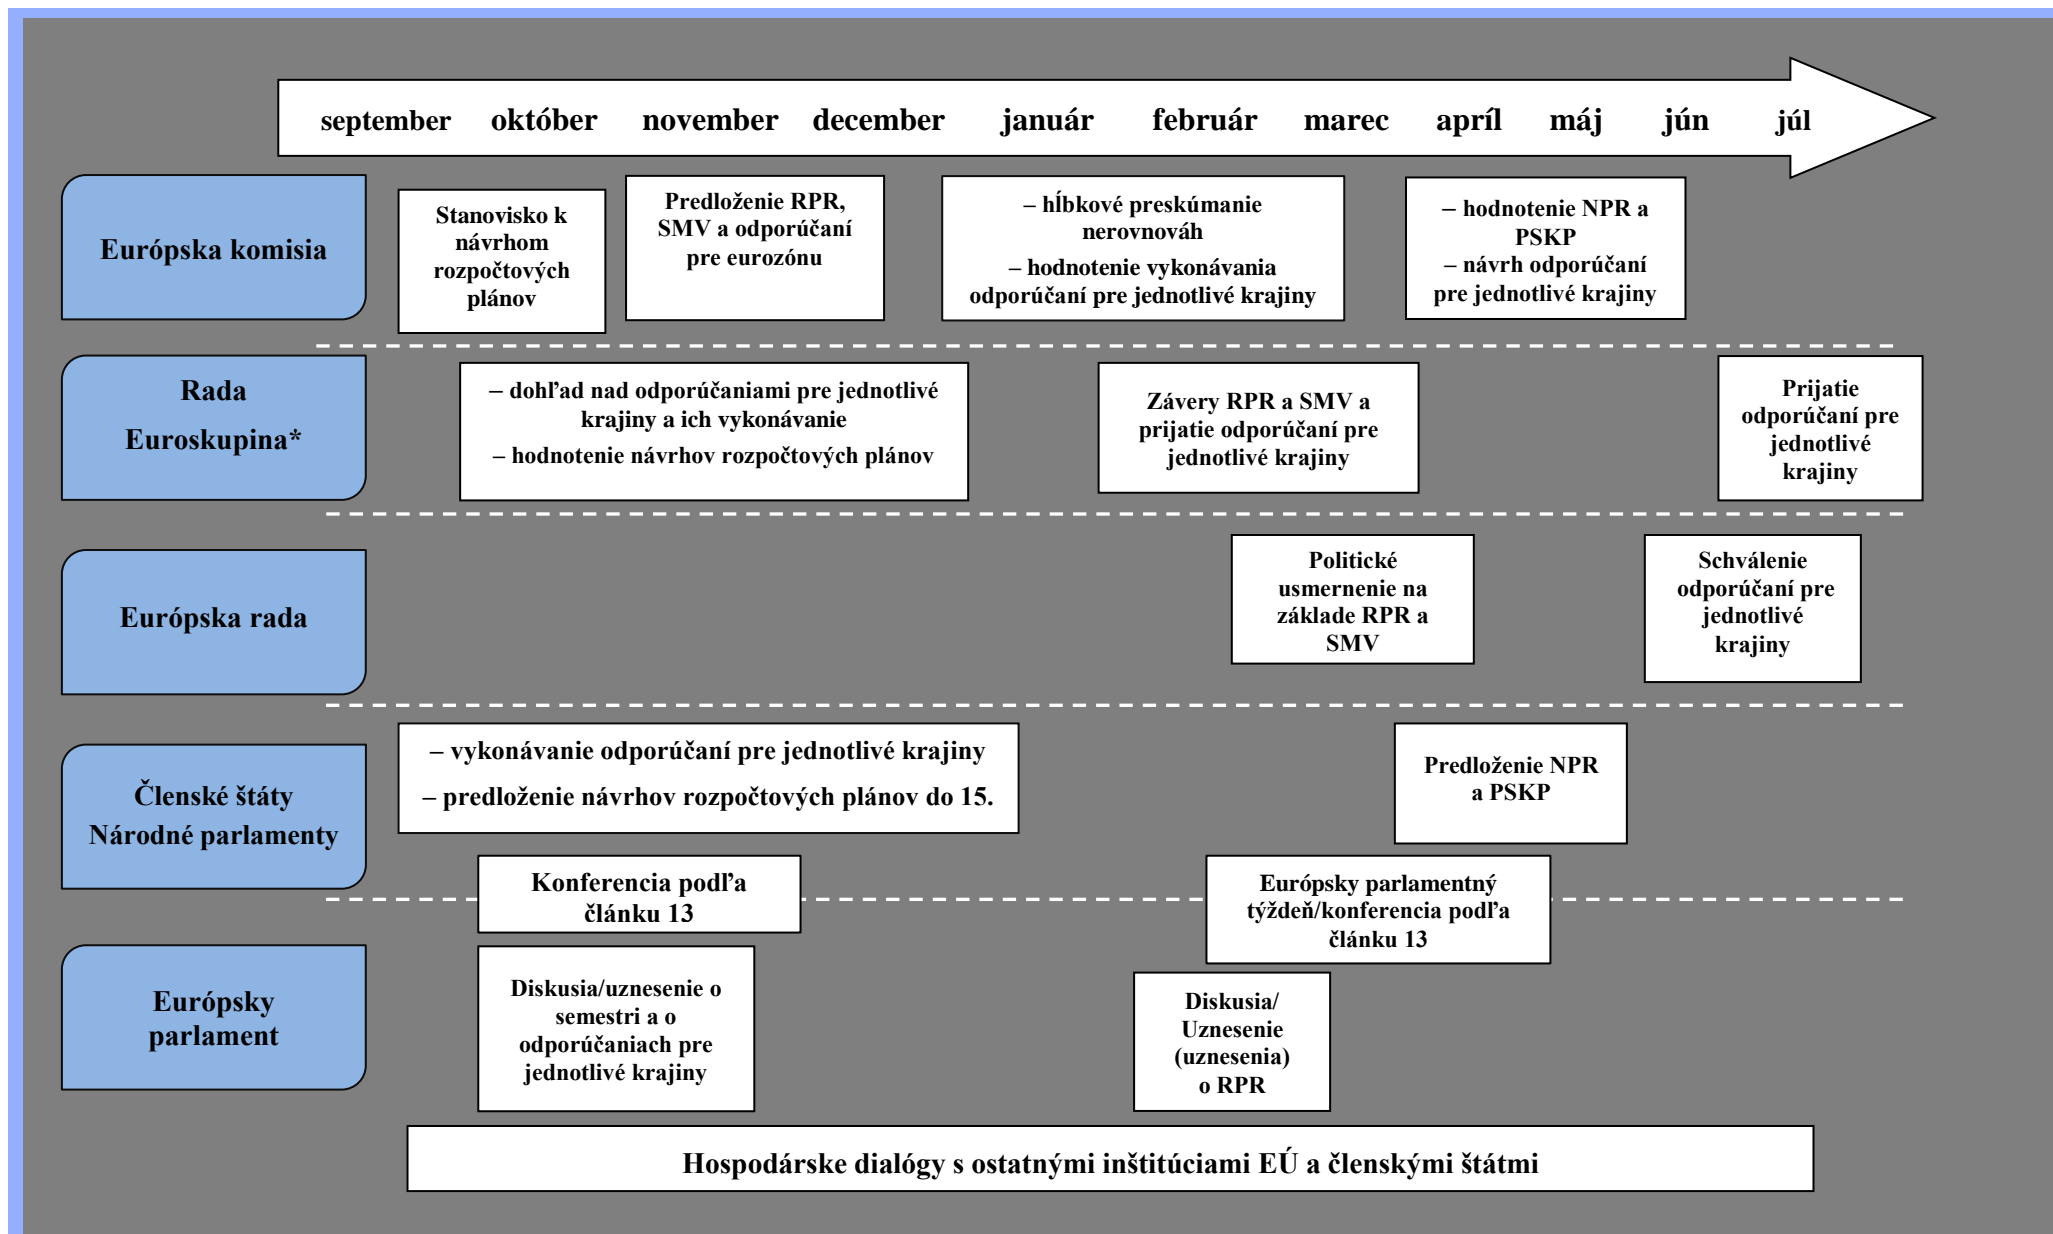 september október november december január február marec apríl máj jún júl
Európska komisia
Stanovisko k
návrhom
rozpočtových
plánov
Predloženie RPR,
SMV a odporúčaní
pre eurozónu
– hĺbkové preskúmanie
nerovnováh
– hodnotenie vykonávania
odporúčaní pre jednotlivé krajiny
– hodnotenie NPR a
PSKP
– návrh odporúčaní
pre jednotlivé krajiny
Rada
Euroskupina*
– dohľad nad odporúčaniami pre jednotlivé
krajiny a ich vykonávanie
– hodnotenie návrhov rozpočtových plánov
Závery RPR a SMV a
prijatie odporúčaní pre
jednotlivé krajiny
Prijatie
odporúčaní pre
jednotlivé
krajiny
Európska rada
Politické
usmernenie na
základe RPR a
SMV
Schválenie
odporúčaní pre
jednotlivé
krajiny
Členské štáty
Národné parlamenty
– vykonávanie odporúčaní pre jednotlivé krajiny
– predloženie návrhov rozpočtových plánov do 15.
Predloženie NPR
a PSKP
Konferencia podľa
článku 13
Európsky parlamentný
týždeň/konferencia podľa
článku 13
Európsky
parlament
Diskusia/uznesenie o
semestri a o
odporúčaniach pre
jednotlivé krajiny
Diskusia/
Uznesenie
(uznesenia)
o RPR
Hospodárske dialógy s ostatnými inštitúciami EÚ a členskými štátmi